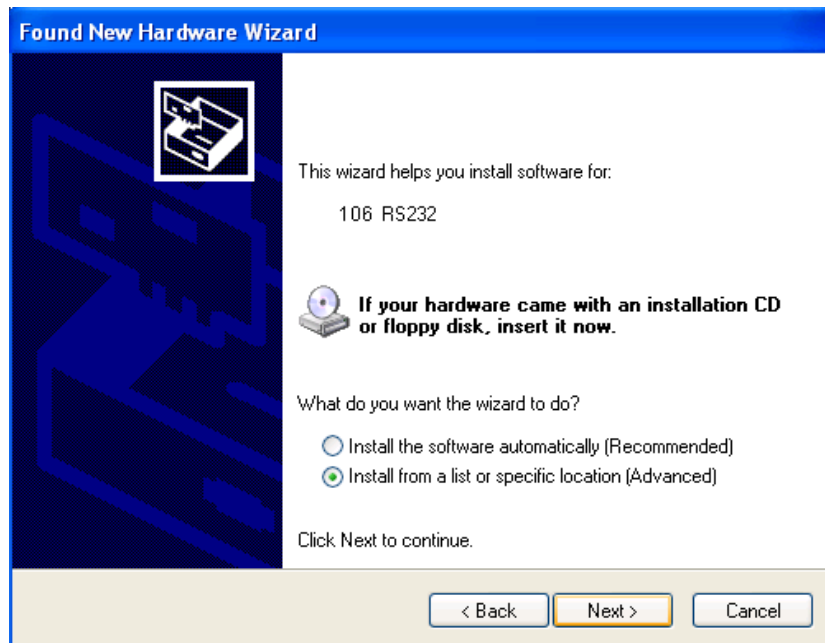 Found New Hardware Wizard
This wizard helps you install software for:
106 RS232
If your hardware came with an installation CD
or floppy disk, insert it now.
What do you want the wizard to do?
Install the software automatically (Recommended)
Install from a list or specific location (Advanced)
Click Next to continue.
< Back
Next >
Cancel